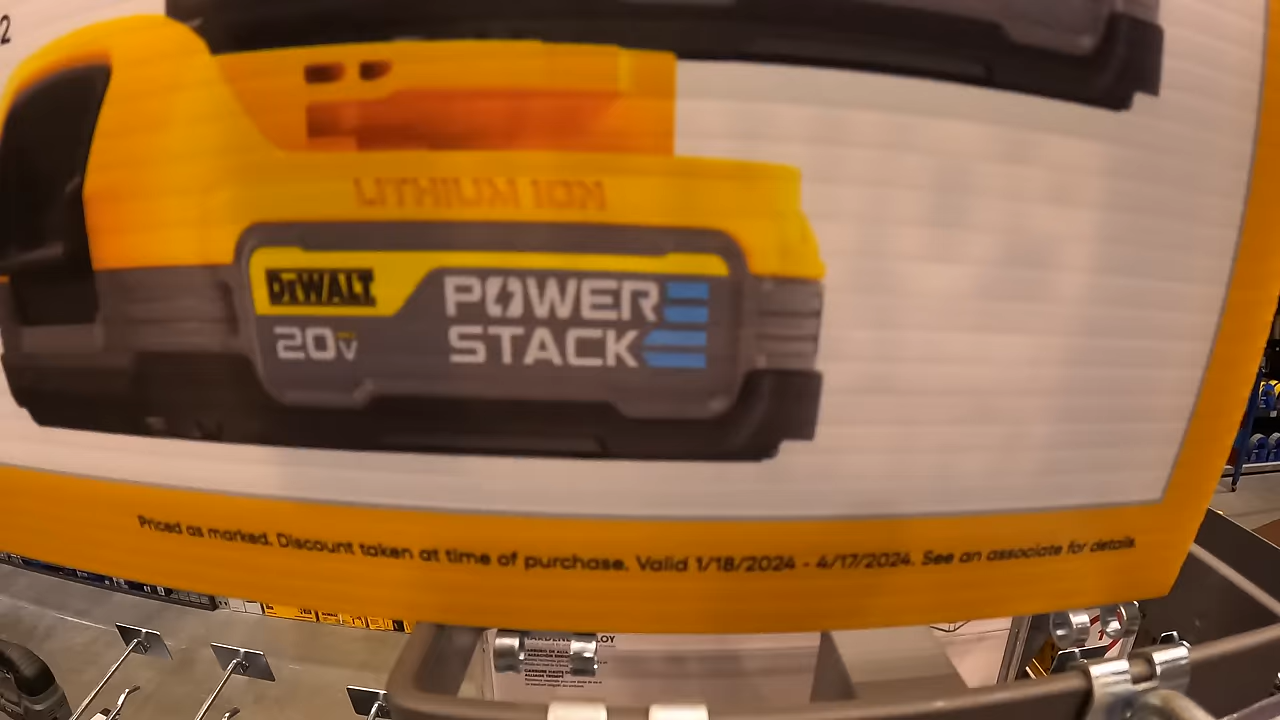 2
LITHIUM ION
DEWALT
20V
POWER
STACK
Priced as marked. Discount taken at time of purchase. Valid 1/18/2024 - 4/17/2024. See an associate for details.